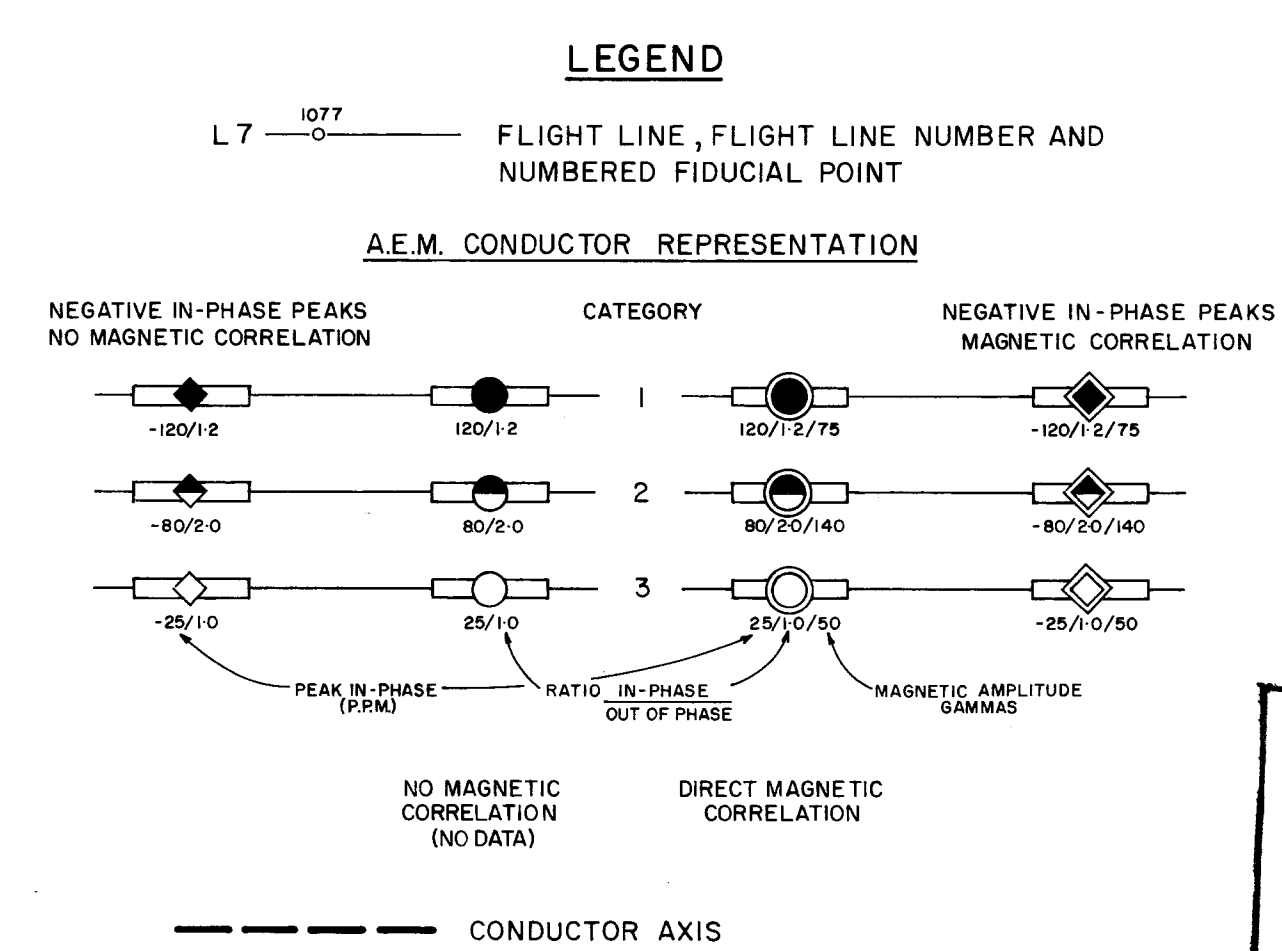 LEGEND
1077
L 7
FLIGHT LINE, FLIGHT LINE NUMBER AND
NUMBERED FIDUCIAL POINT
A.E.M. CONDUCTOR REPRESENTATION
NEGATIVE IN-PHASE PEAKS
NO MAGNETIC CORRELATION
CATEGORY
NEGATIVE IN-PHASE PEAKS
MAGNETIC CORRELATION
1
-120/1·2
120/1·2
120/1·2/75
-120/1·2/75
2
-80/2·0
80/2·0
80/2·0/140
-80/2·0/140
3
-25/1·0
25/1·0
25/1·0/50
-25/1·0/50
PEAK IN-PHASE
(P.P.M.)
RATIO IN-PHASE
OUT OF PHASE
MAGNETIC AMPLITUDE
GAMMAS
NO MAGNETIC
CORRELATION
(NO DATA)
DIRECT MAGNETIC
CORRELATION
CONDUCTOR AXIS